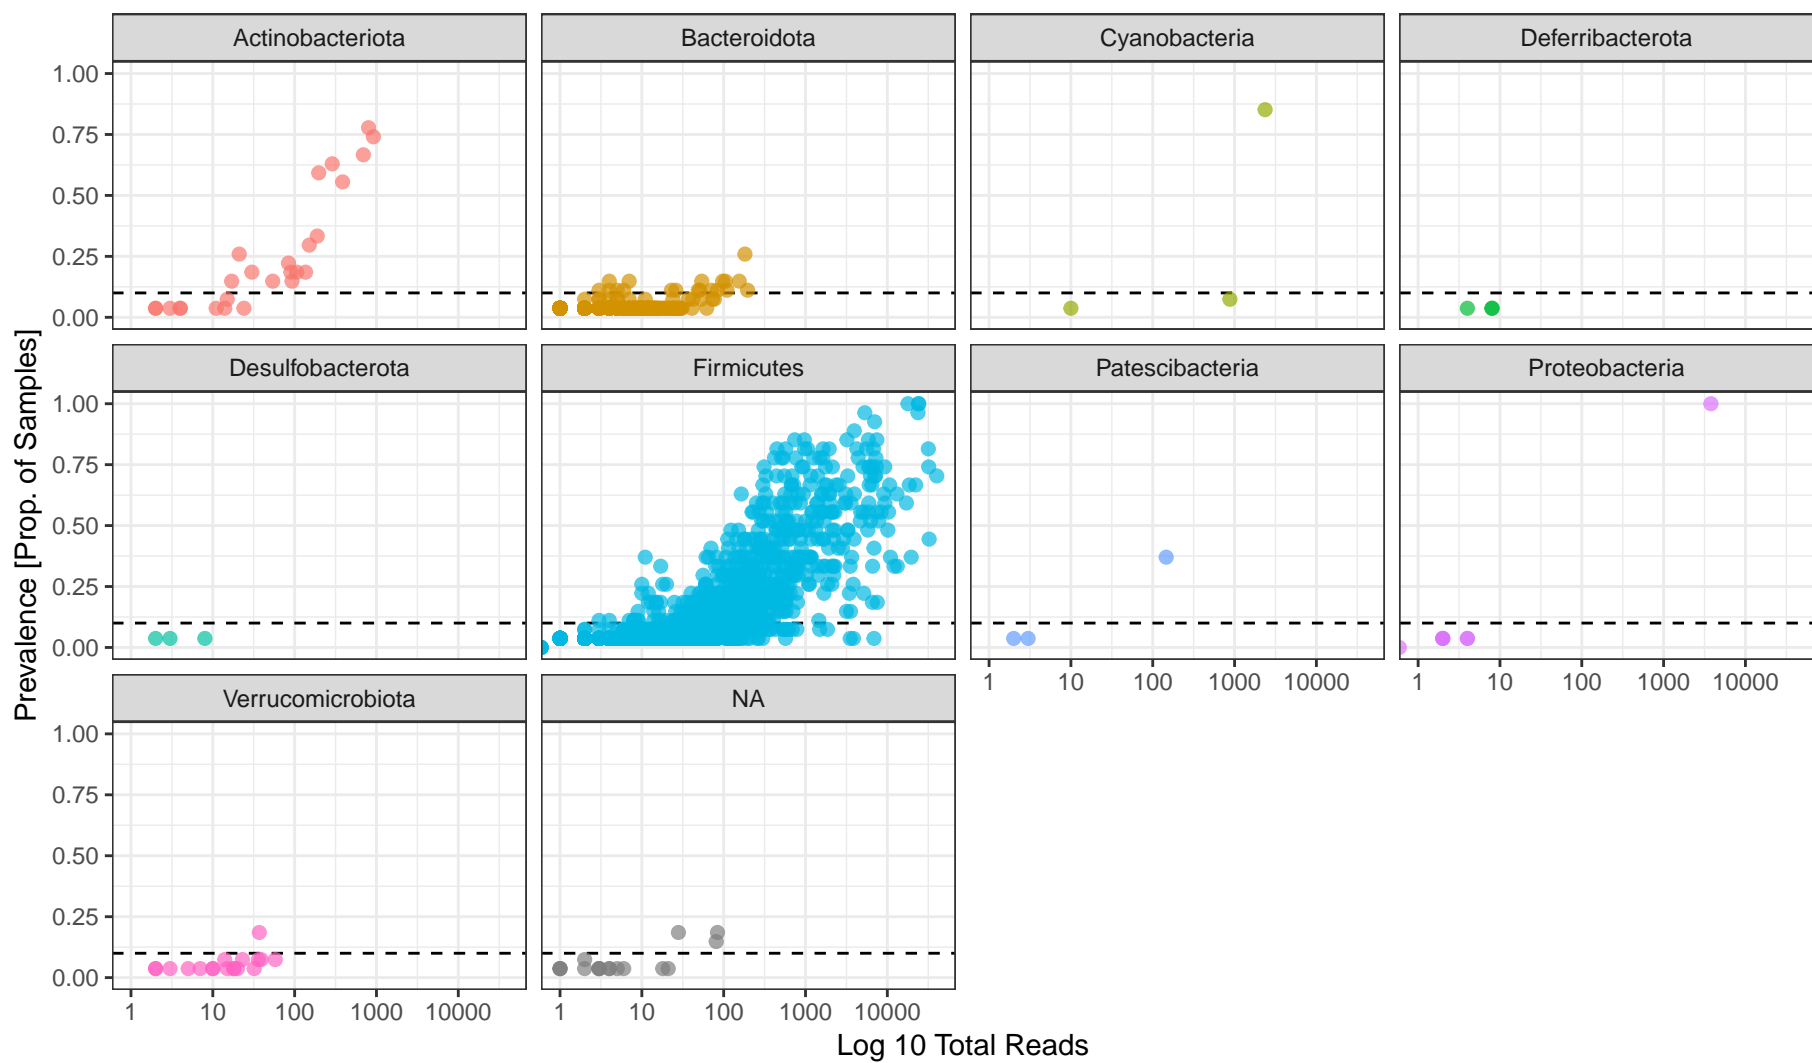 Actinobacteriota
Bacteroidota
Cyanobacteria
Deferribacterota
1.00
0.75
0.50
0.25
0.00
Desulfobacterota
Firmicutes
Patescibacteria
Proteobacteria
1.00
0.75
0.50
0.25
0.00
1 10 100 1000 10000
1 10 100 1000 10000
Verrucomicrobiota
NA
1.00
0.75
0.50
0.25
0.00
1 10 100 1000 10000
1 10 100 1000 10000
Prevalence [Prop. of Samples]
Log 10 Total Reads